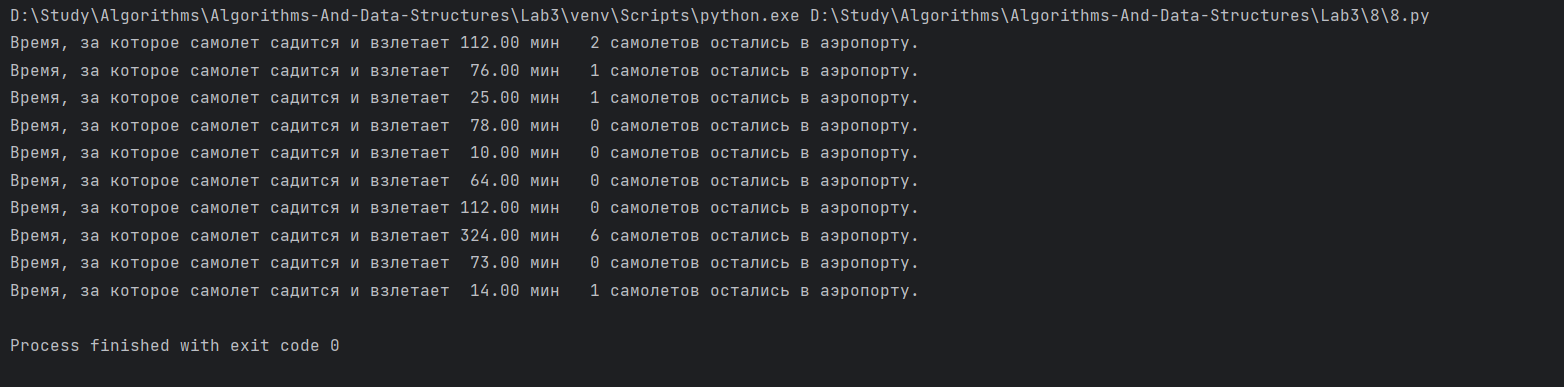 D:\Study\Algorithms\Algorithms-And-Data-Structures\Lab3\venv\Scripts\python.exe D:\Study\Algorithms\Algorithms-And-Data-Structures\Lab3\8\8.py
Время, за которое самолет садится и взлетает 112.00 мин   2 самолетов остались в аэропорту.
Время, за которое самолет садится и взлетает  76.00 мин   1 самолетов остались в аэропорту.
Время, за которое самолет садится и взлетает  25.00 мин   1 самолетов остались в аэропорту.
Время, за которое самолет садится и взлетает  78.00 мин   0 самолетов остались в аэропорту.
Время, за которое самолет садится и взлетает  10.00 мин   0 самолетов остались в аэропорту.
Время, за которое самолет садится и взлетает  64.00 мин   0 самолетов остались в аэропорту.
Время, за которое самолет садится и взлетает 112.00 мин   0 самолетов остались в аэропорту.
Время, за которое самолет садится и взлетает 324.00 мин   6 самолетов остались в аэропорту.
Время, за которое самолет садится и взлетает  73.00 мин   0 самолетов остались в аэропорту.
Время, за которое самолет садится и взлетает  14.00 мин   1 самолетов остались в аэропорту.
Process finished with exit code 0